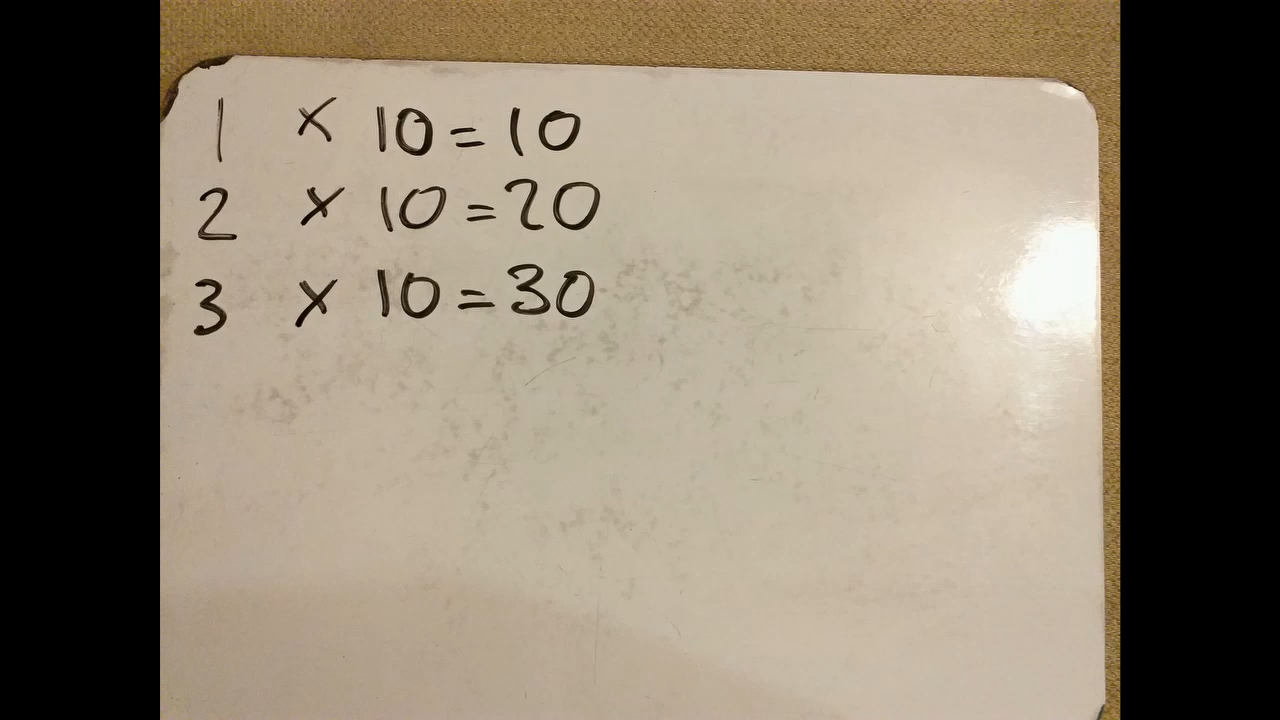 1 × 10 = 10
2 × 10 = 20
3 × 10 = 30